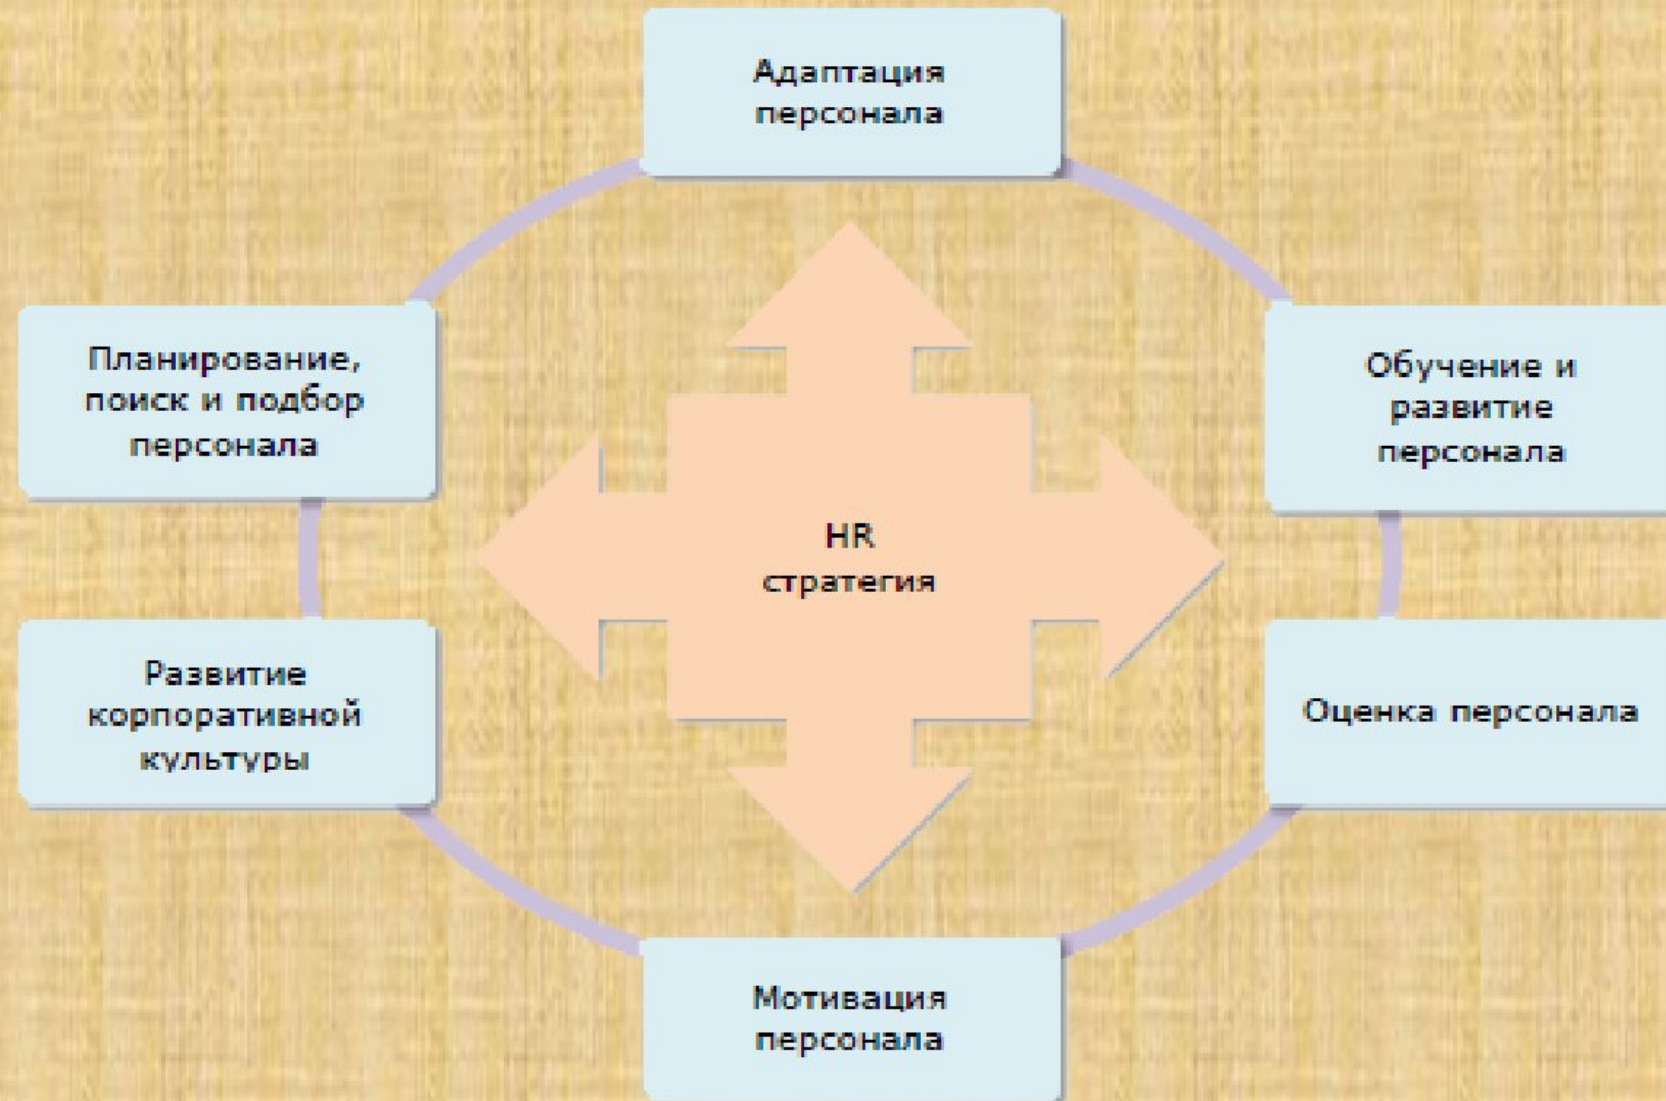 Адаптация
персонала
Планирование,
поиск и подбор
персонала
Обучение и
развитие
персонала
HR
стратегия
Развитие
корпоративной
культуры
Оценка персонала
Мотивация
персонала